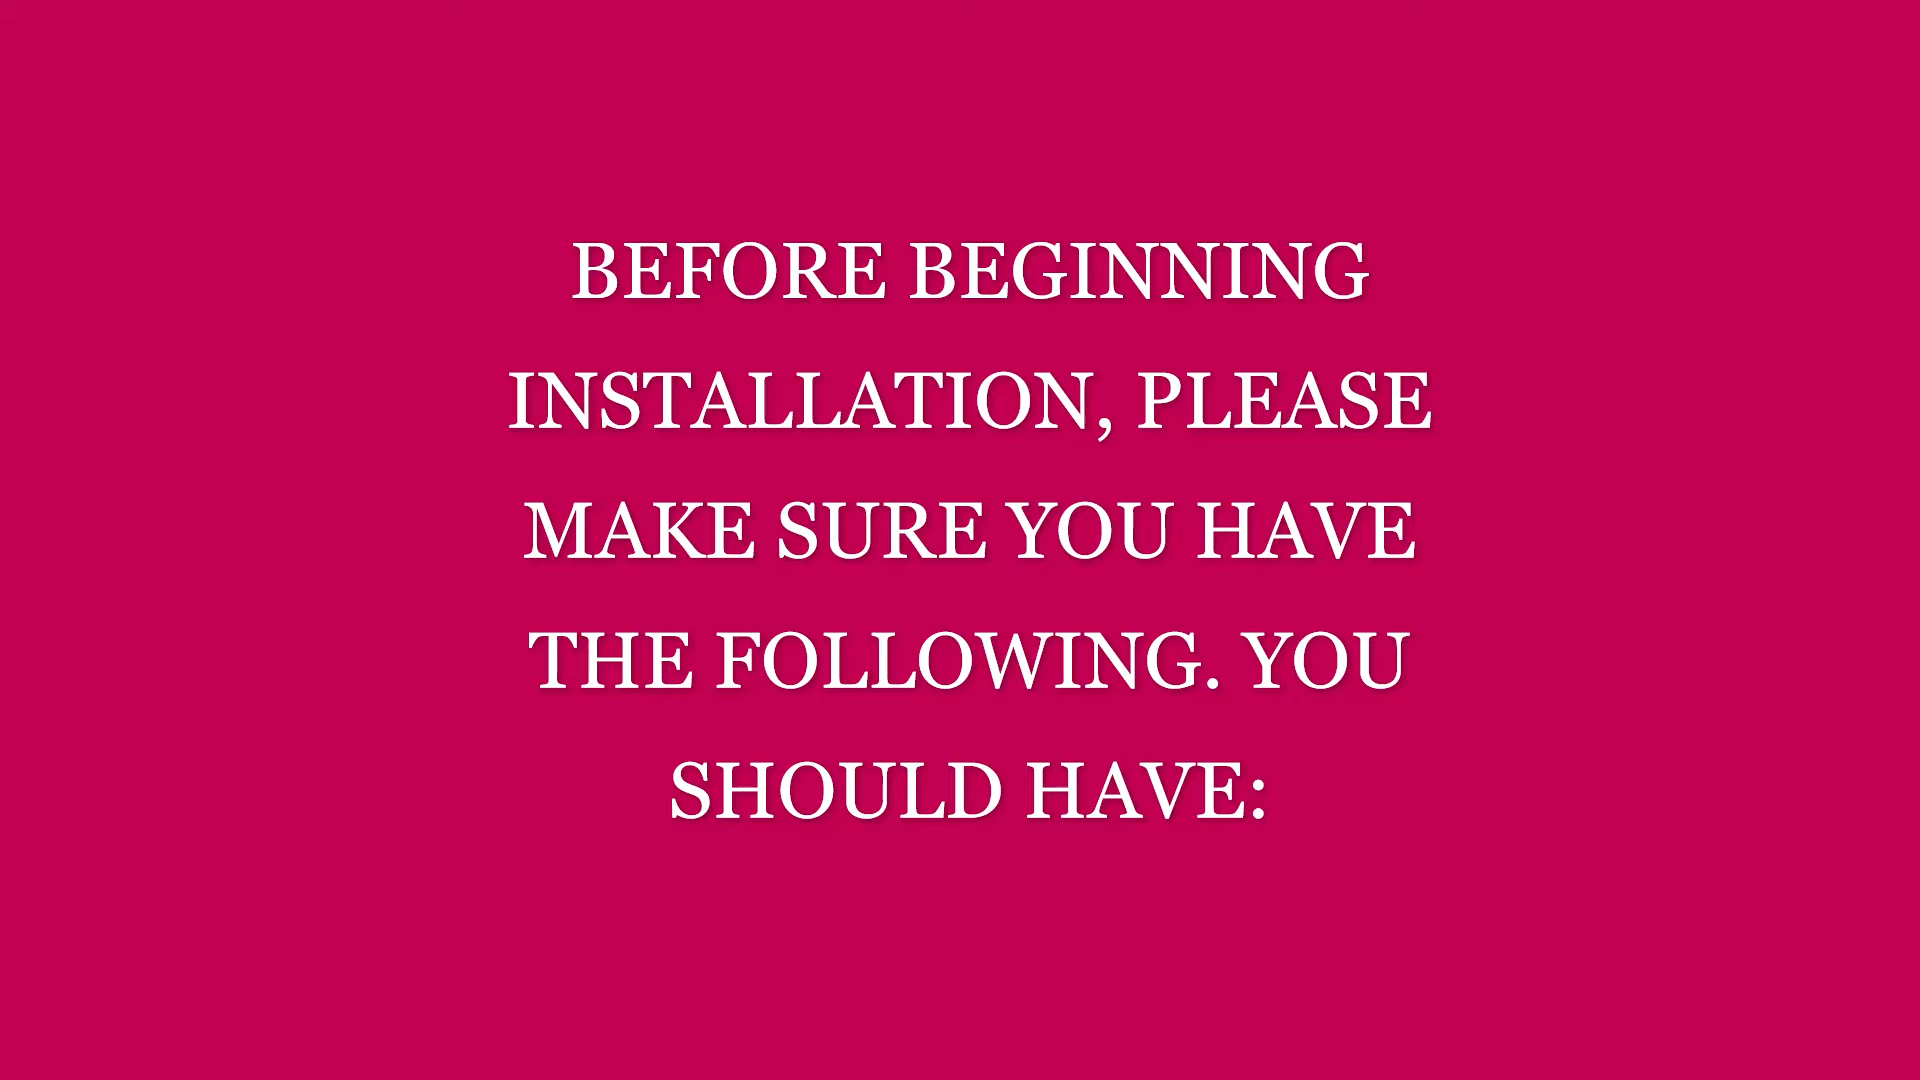 BEFORE BEGINNING
INSTALLATION, PLEASE
MAKE SURE YOU HAVE
THE FOLLOWING. YOU
SHOULD HAVE: